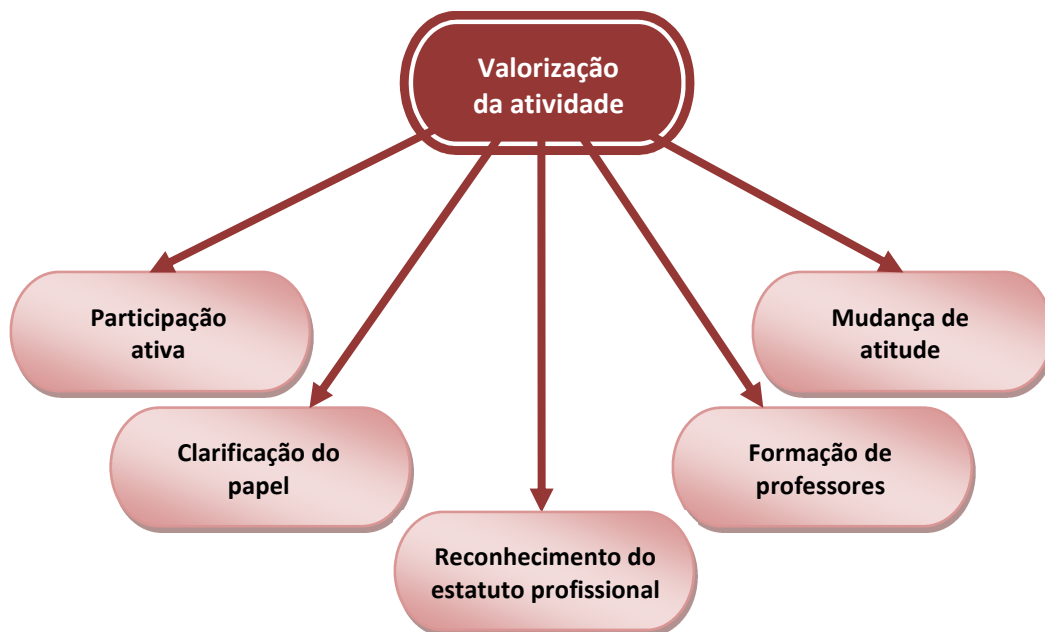 Valorização
da atividade
Participação
ativa
Mudança de
atitude
Clarificação do
papel
Formação de
professores
Reconhecimento do
estatuto profissional